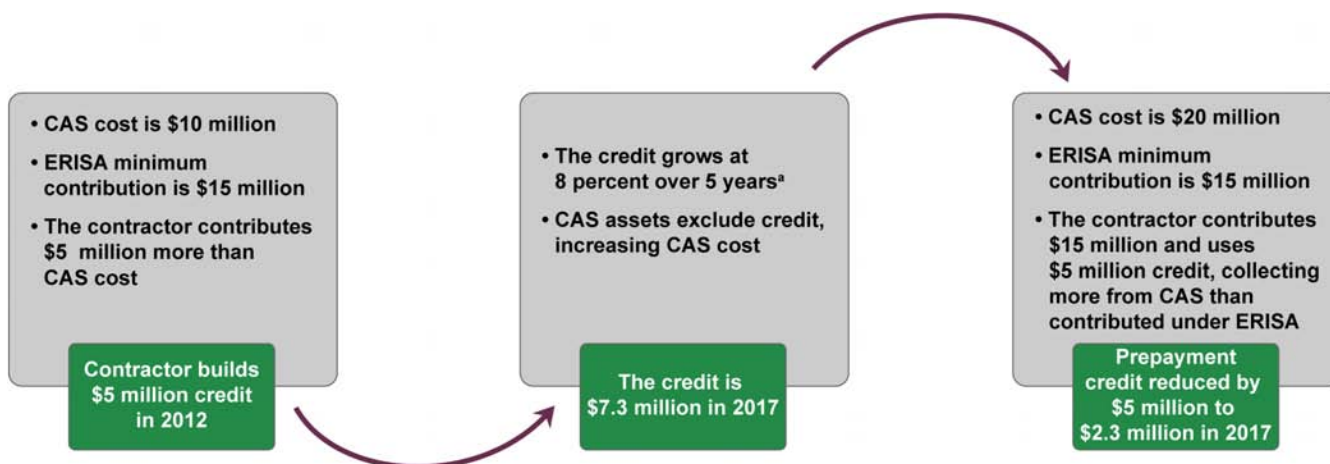 • CAS cost is $10 million
• ERISA minimum
contribution is $15 million
• The contractor contributes
$5 million more than
CAS cost
Contractor builds
$5 million credit
in 2012
• The credit grows at
8 percent over 5 yearsᵃ
• CAS assets exclude credit,
increasing CAS cost
The credit is
$7.3 million in 2017
• CAS cost is $20 million
• ERISA minimum
contribution is $15 million
• The contractor contributes
$15 million and uses
$5 million credit, collecting
more from CAS than
contributed under ERISA
Prepayment
credit reduced by
$5 million to
$2.3 million in 2017